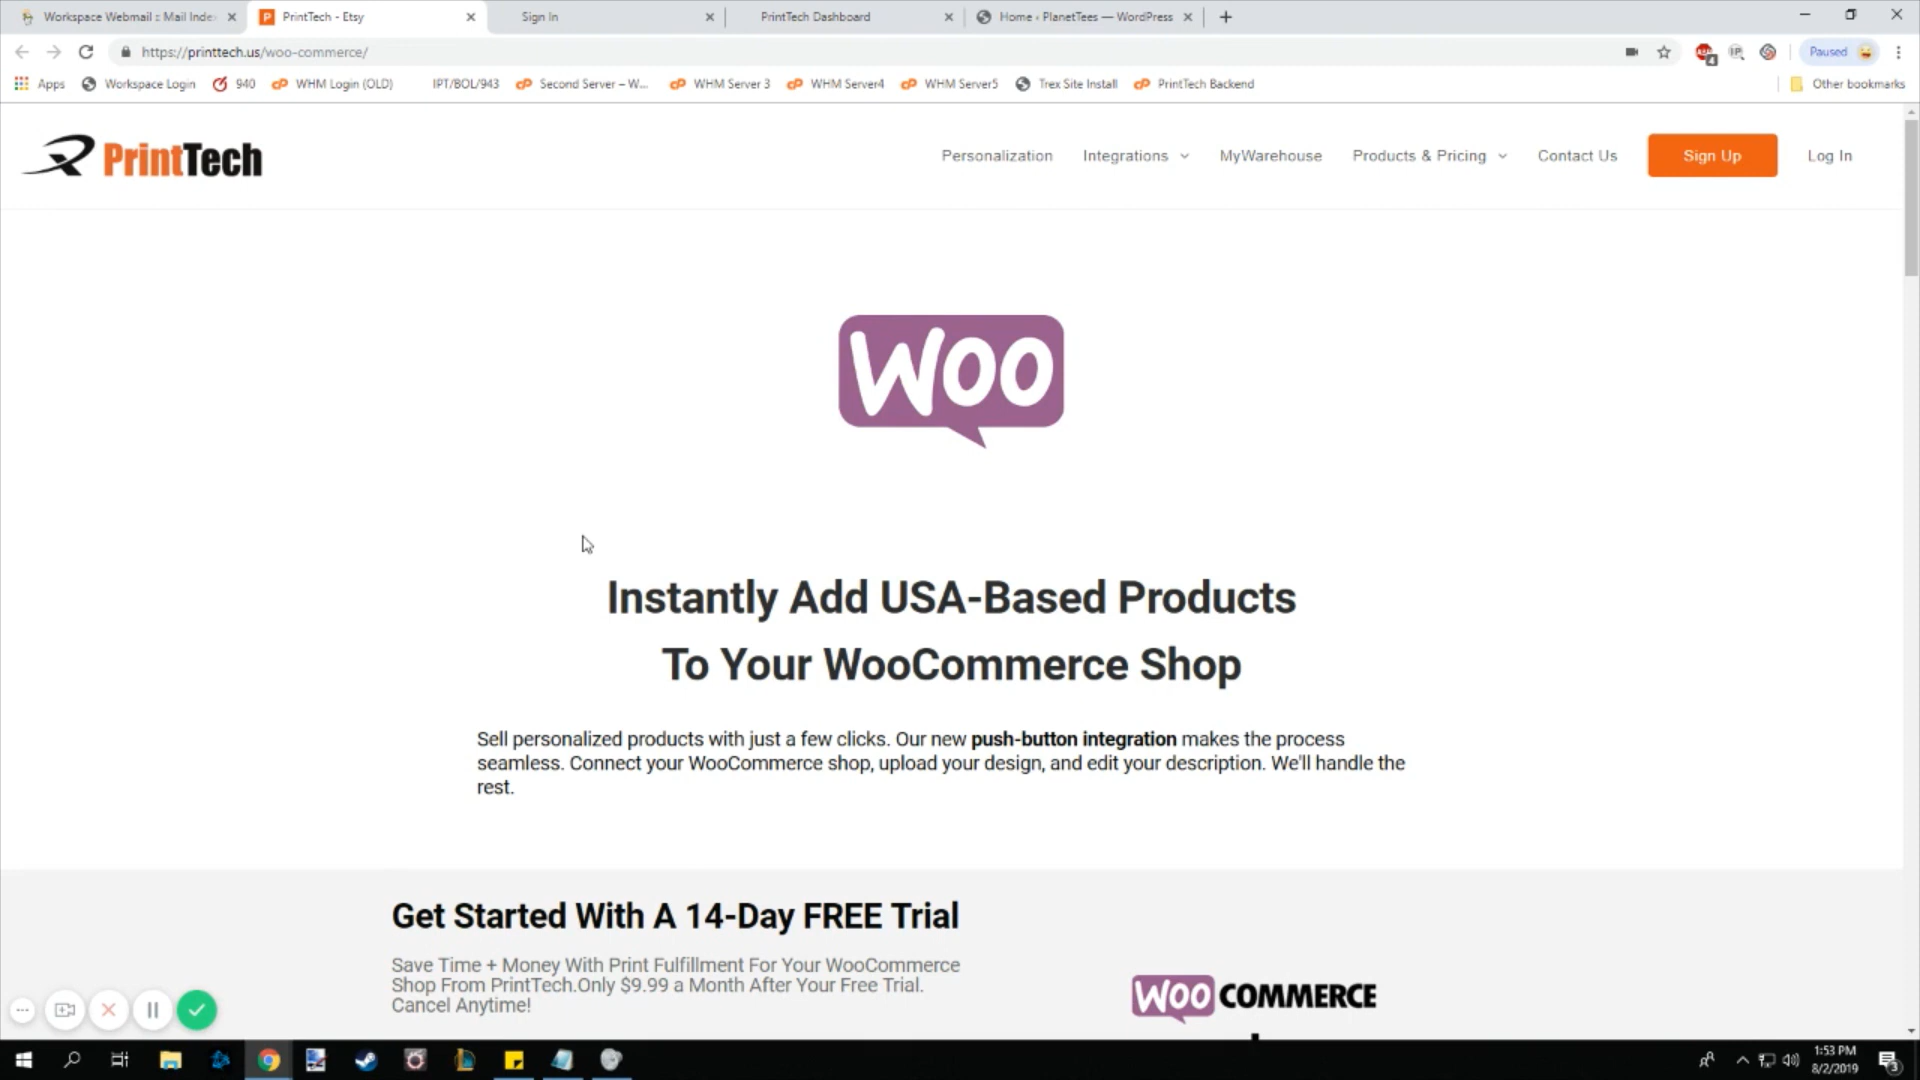 Workspace Webmail :: Mail Inde
PrintTech - Etsy
Sign In
PrintTech Dashboard
Home ‹ PlanetTees — WordPress
https://printtech.us/woo-commerce/
4
Paused
Apps
Workspace Login
940
WHM Login (OLD)
IPT/BOL/943
Second Server – W...
WHM Server 3
WHM Server4
WHM Server5
Trex Site Install
PrintTech Backend
Other bookmarks
PrintTech
Personalization
Integrations
MyWarehouse
Products & Pricing
Contact Us
Sign Up
Log In
WOO
Instantly Add USA-Based Products
To Your WooCommerce Shop
Sell personalized products with just a few clicks. Our new push-button integration makes the process
seamless. Connect your WooCommerce shop, upload your design, and edit your description. We'll handle the
rest.
Get Started With A 14-Day FREE Trial
Save Time + Money With Print Fulfillment For Your WooCommerce
Shop From PrintTech.Only $9.99 a Month After Your Free Trial.
Cancel Anytime!
WOO COMMERCE
1:53 PM
8/2/2019
3